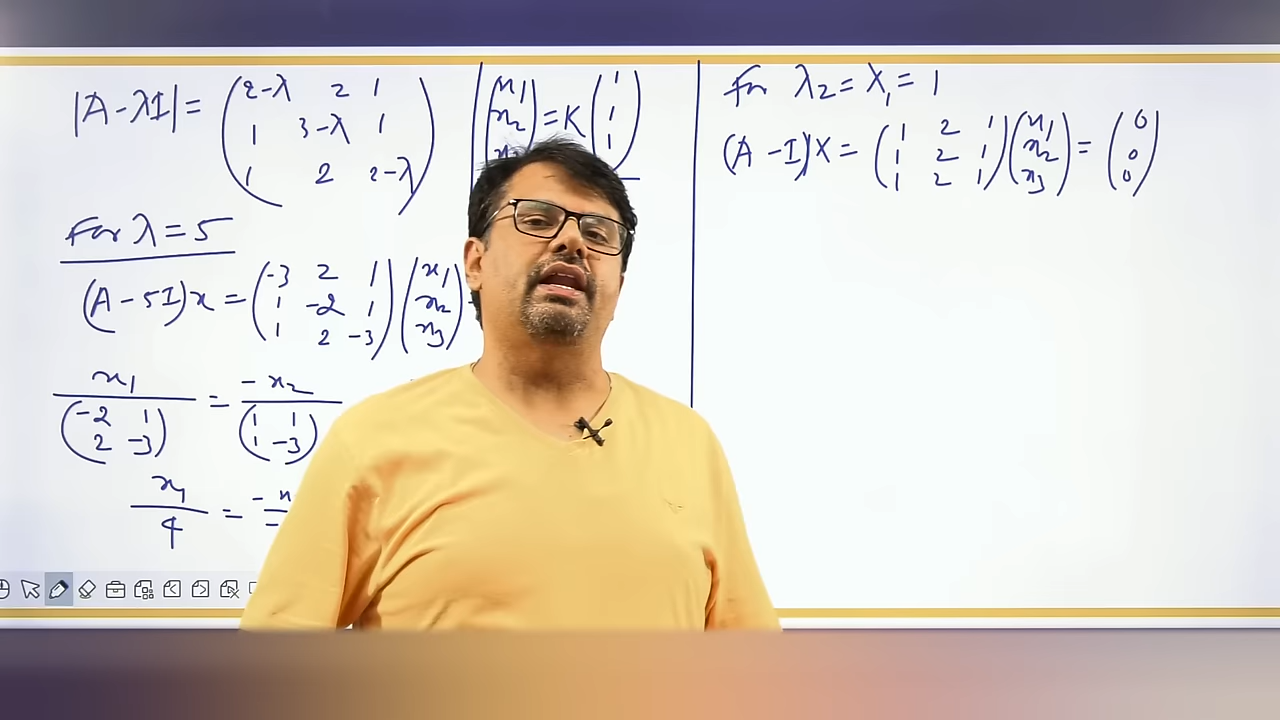 |A-λI| = (2-λ 2 1
1 3-λ 1
1 2 2-λ)
For λ = 5
(A - 5I)x = (-3 2 1
1 -2 1
1 2 -3) (x1
x2
x3)
x1 / (-2 1
2 -3) = -x2 / (1 1
1 -3)
x1 / 4 =
(x1
x2 = K (1
1
1)
For λ2 = λ1 = 1
(A - I)X = (1 2 1
1 2 1
1 2 1) (x1
x2
x3) = (0
0
0)